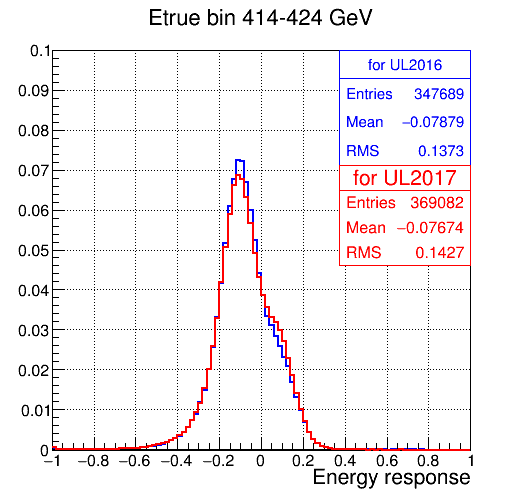 Etrue bin 414-424 GeV
for UL2016
Entries 347689
Mean −0.07879
RMS 0.1373
for UL2017
Entries 369082
Mean −0.07674
RMS 0.1427
0.1
0.09
0.08
0.07
0.06
0.05
0.04
0.03
0.02
0.01
0
−1 −0.8 −0.6 −0.4 −0.2 0 0.2 0.4 0.6 0.8 1
Energy response